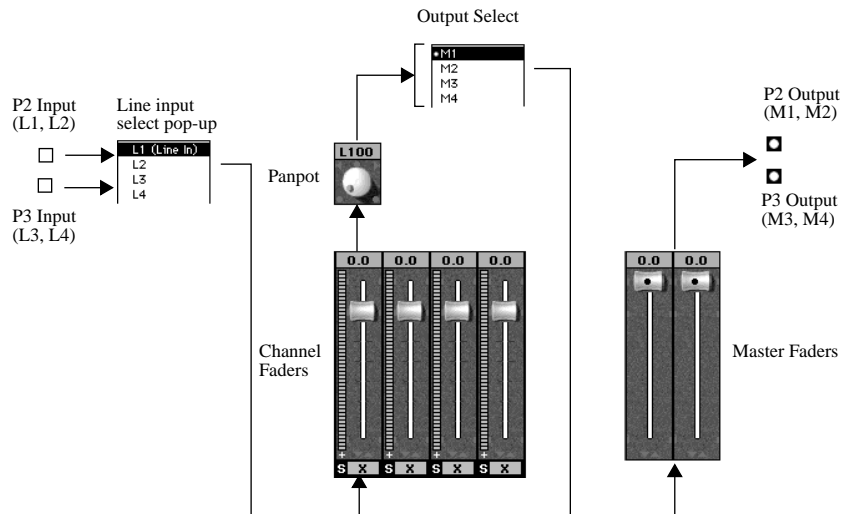 Output Select
M1
M2
M3
M4
P2 Input
(L1, L2)
Line input
select pop-up
L1 (Line In)
L2
L3
L4
P3 Input
(L3, L4)
L100
Panpot
P2 Output
(M1, M2)
P3 Output
(M3, M4)
0.0 0.0 0.0 0.0
0.0 0.0
Channel
Faders
Master Faders
S X S X S X S X